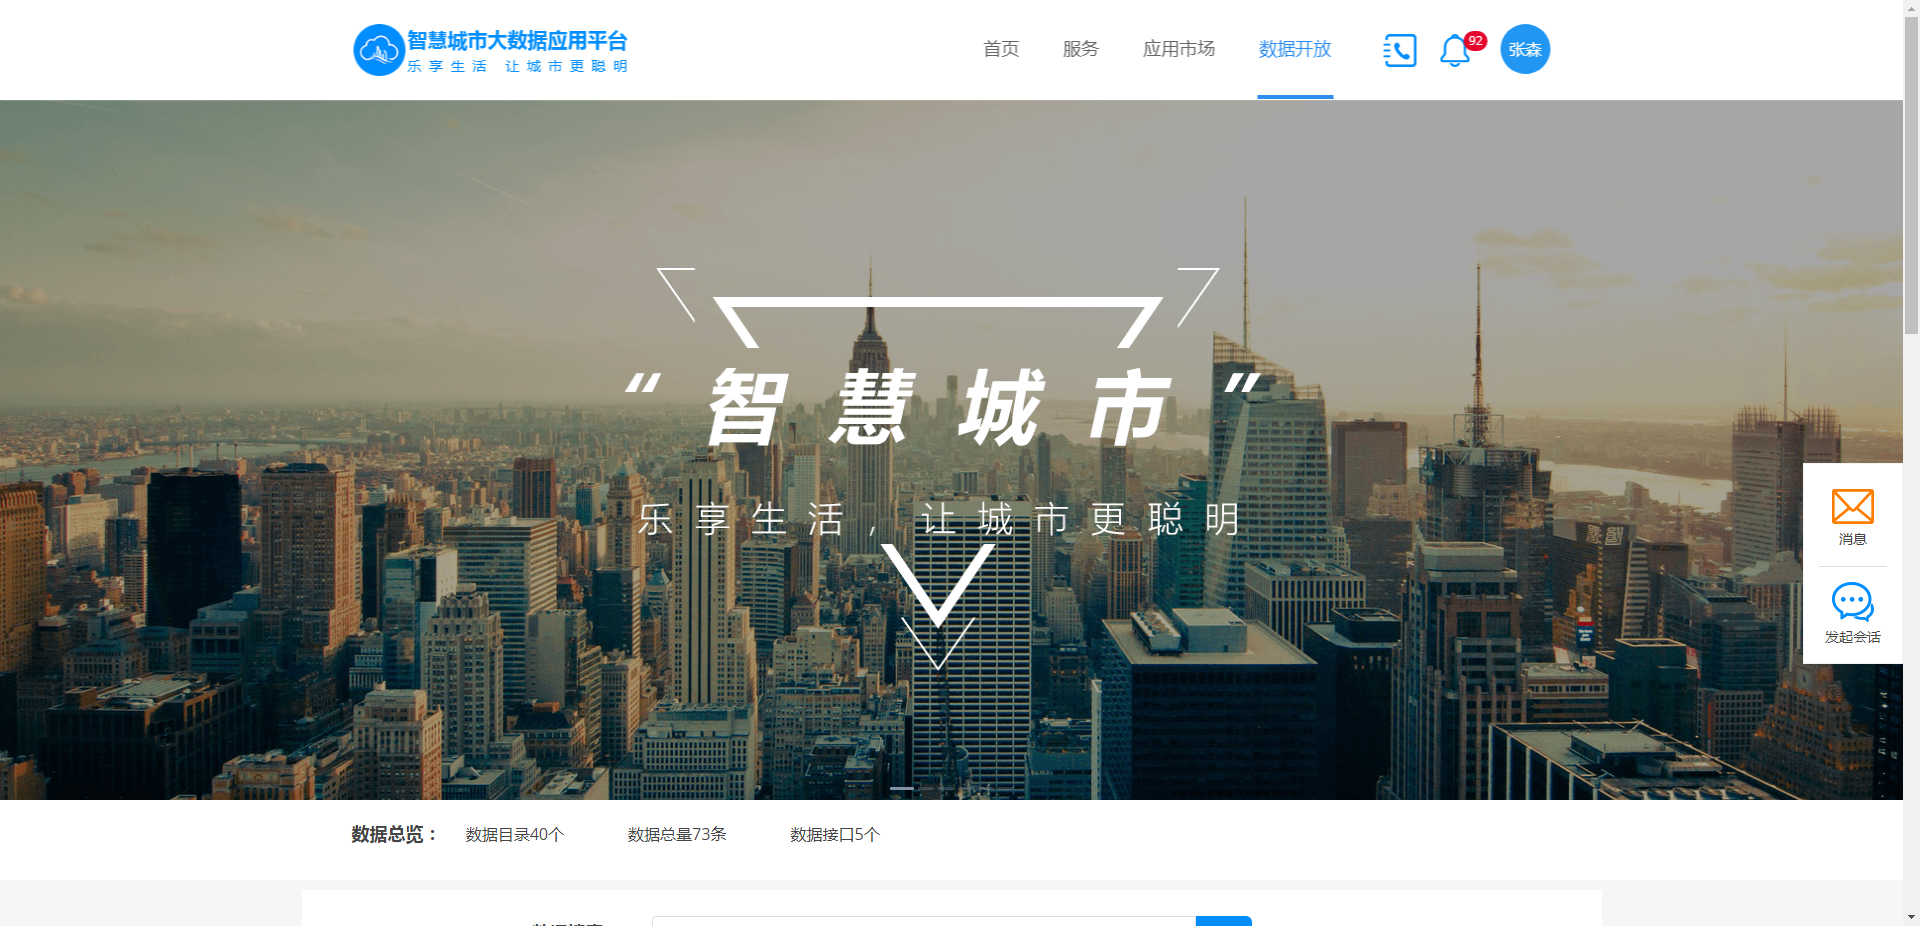 智慧城市大数据应用平台
乐享生活 让城市更聪明
首页 服务 应用市场 数据开放
92
张森
“智慧城市”
乐享生活，让城市更聪明
消息
发起会话
数据总览： 数据目录40个 数据总量73条 数据接口5个